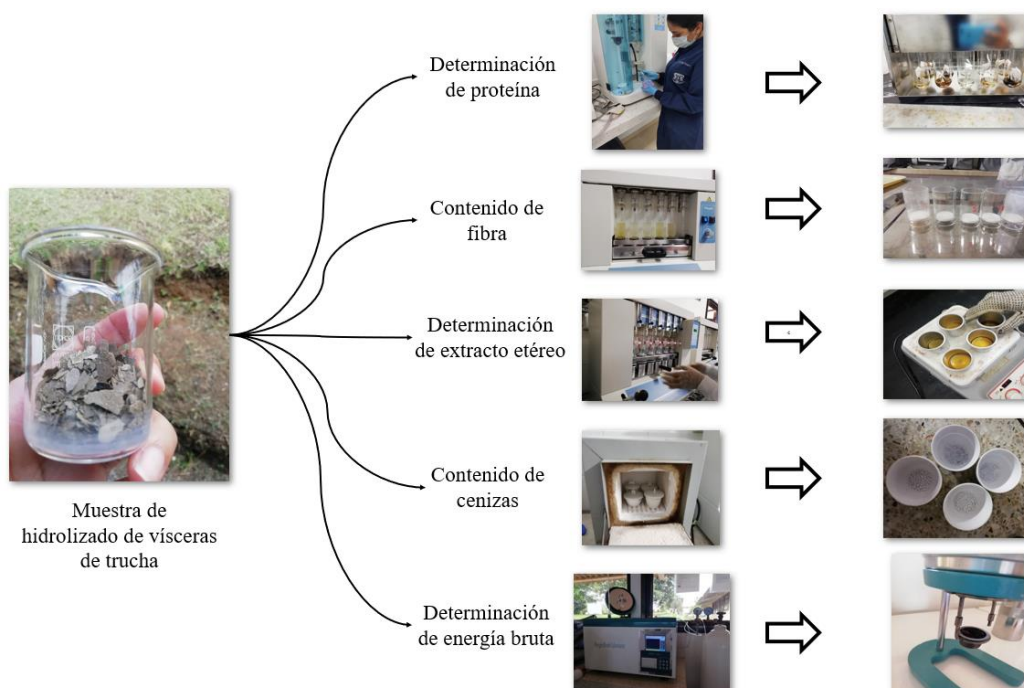 Determinación
de proteína
Contenido de
fibra
Determinación
de extracto etéreo
Contenido de
cenizas
Determinación
de energía bruta
Muestra de
hidrolizado de vísceras
de trucha